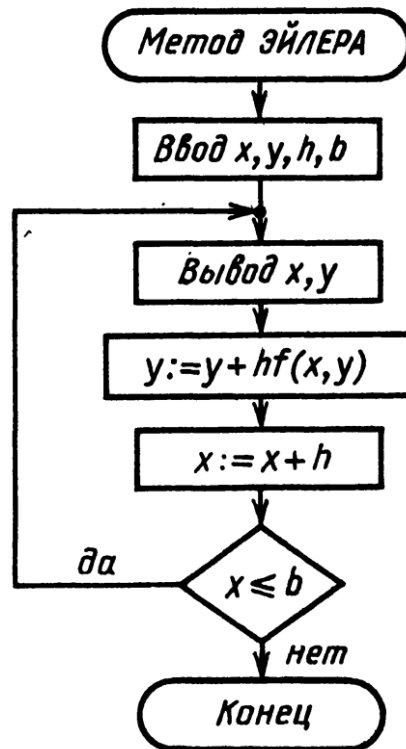 Метод ЭЙЛЕРА
Ввод x, y, h, b
Вывод x, y
y:=y+hf(x,y)
x:=x+h
да
x ≤ b
нет
Конец